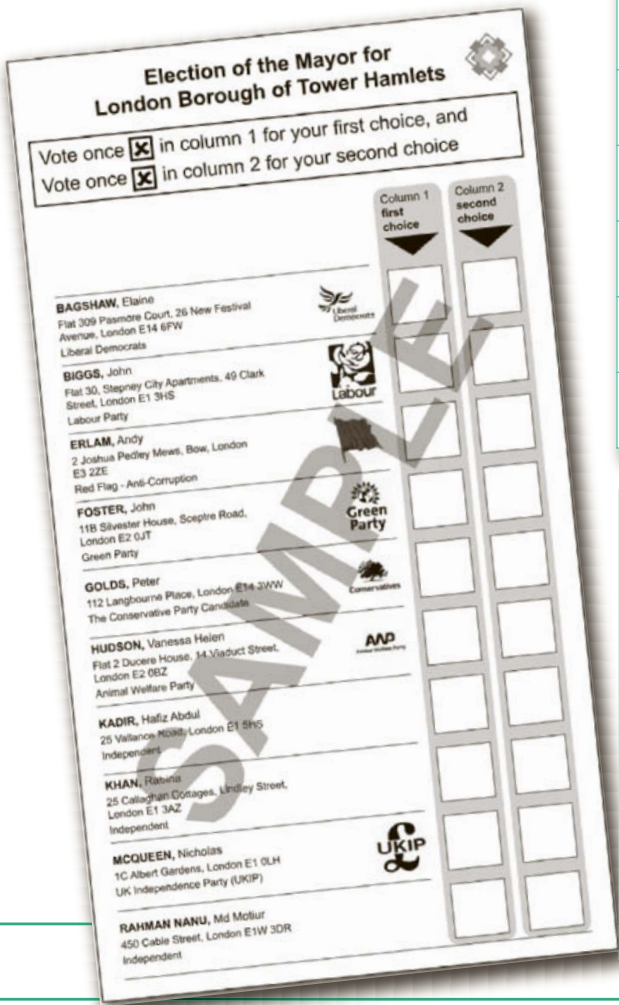 Election of the Mayor for
London Borough of Tower Hamlets
Vote once X in column 1 for your first choice, and
Vote once X in column 2 for your second choice
Column 1
first
choice
Column 2
second
choice
BAGSHAW, Elaine
Flat 309 Pasmore Court, 26 New Festival
Avenue, London E14 6FW
Liberal Democrats
Liberal
Democrats
BIGGS, John
Flat 30, Stepney City Apartments, 49 Clark
Street, London E1 3HS
Labour Party
Labour
ERLAM, Andy
2 Joshua Pedley Mews, Bow, London
E3 2ZE
Red Flag - Anti-Corruption
FOSTER, John
11B Silvester House, Sceptre Road,
London E2 0JT
Green Party
Green
Party
GOLDS, Peter
112 Langbourne Place, London E14 3WW
The Conservative Party Candidate
Conservatives
HUDSON, Vanessa Helen
Flat 2 Ducere House, 14 Viaduct Street,
London E2 0BZ
Animal Welfare Party
AWP
Animal Welfare Party
KADIR, Hafiz Abdul
25 Vallance Road, London E1 5HS
Independent
KHAN, Rabina
25 Callaghan Cottages, Lindley Street,
London E1 3AZ
Independent
MCQUEEN, Nicholas
1C Albert Gardens, London E1 0LH
UK Independence Party (UKIP)
UKIP
RAHMAN NANU, Md Motiur
450 Cable Street, London E1W 3DR
Independent
SAMPLE